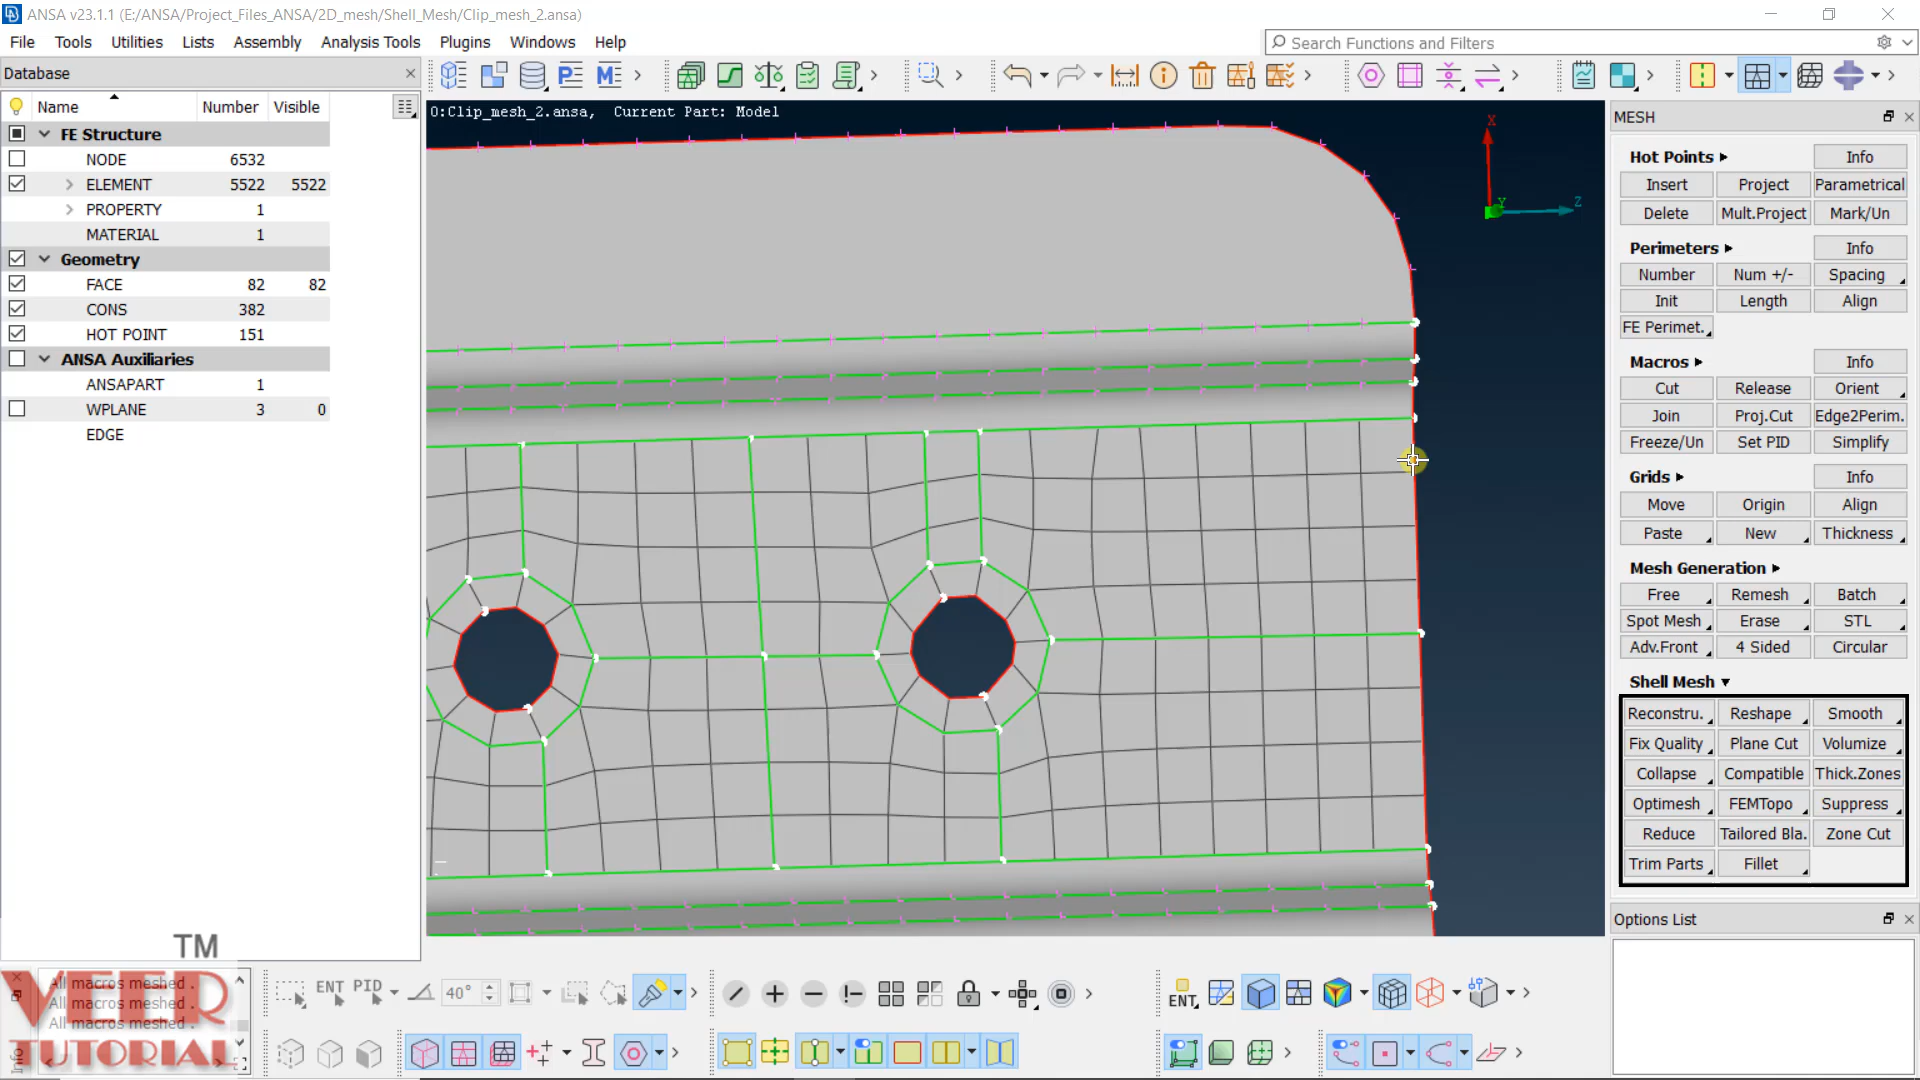 ANSA v23.1.1 (E:/ANSA/Project_Files_ANSA/2D_mesh/Shell_Mesh/Clip_mesh_2.ansa)
File Tools Utilities Lists Assembly Analysis Tools Plugins Windows Help
Search Functions and Filters
Database
Name Number Visible
FE Structure
NODE 6532
ELEMENT 5522 5522
PROPERTY 1
MATERIAL 1
Geometry
FACE 82 82
CONS 382
HOT POINT 151
ANSA Auxiliaries
ANSAPART 1
WPLANE 3 0
EDGE
0:Clip_mesh_2.ansa, Current Part: Model
X
Y
Z
MESH
Hot Points Info
Insert Project Parametrical
Delete Mult.Project Mark/Un
Perimeters Info
Number Num +/- Spacing
Init Length Align
FE Perimet.
Macros Info
Cut Release Orient
Join Proj.Cut Edge2Perim.
Freeze/Un Set PID Simplify
Grids Info
Move Origin Align
Paste New Thickness
Mesh Generation
Free Remesh Batch
Spot Mesh Erase STL
Adv.Front 4 Sided Circular
Shell Mesh
Reconstru. Reshape Smooth
Fix Quality Plane Cut Volumize
Collapse Compatible Thick.Zones
Optimesh FEMTopo Suppress
Reduce Tailored Bla. Zone Cut
Trim Parts Fillet
Options List
TM
VEER
TUTORIAL
All macros meshed .
All macros meshed .
All macros meshed .
Info
ENT PID 40°
ENT